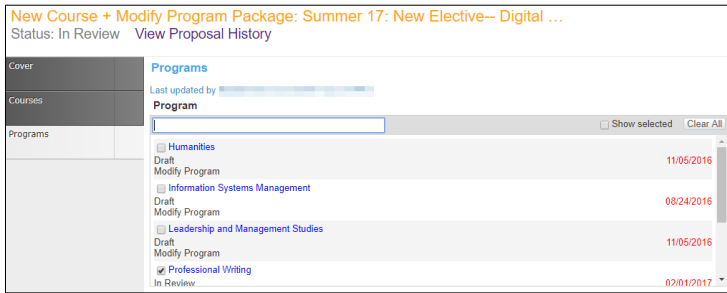 New Course + Modify Program Package: Summer 17: New Elective-- Digital ...
Status: In Review View Proposal History
Cover
Courses
Programs
Programs
Last updated by
Program
Show selected Clear All
Humanities
Draft 11/05/2016
Modify Program
Information Systems Management
Draft 08/24/2016
Modify Program
Leadership and Management Studies
Draft 11/05/2016
Modify Program
Professional Writing
In Review 02/01/2017